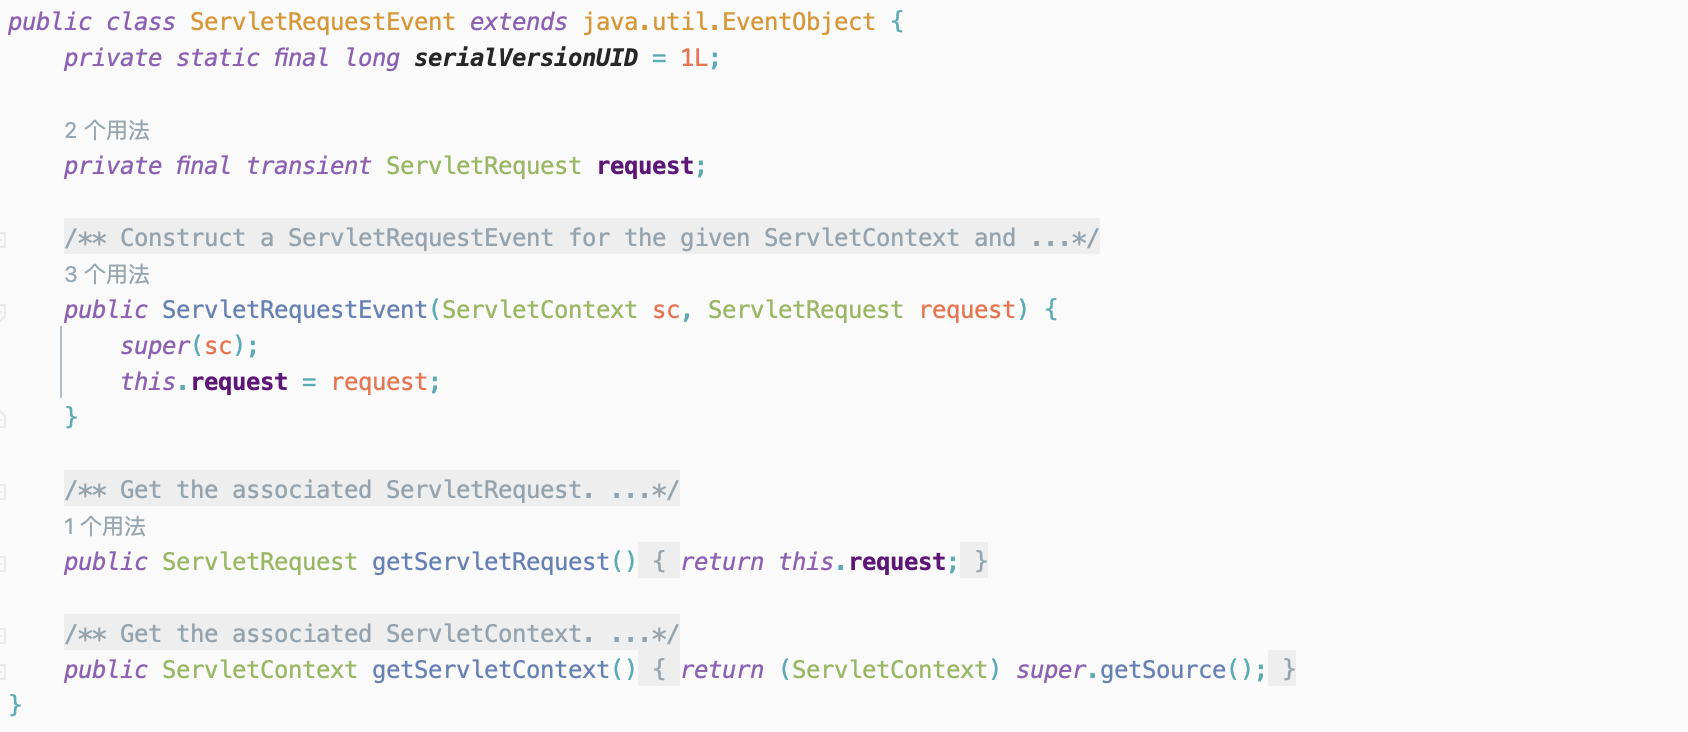 public class ServletRequestEvent extends java.util.EventObject {
private static final long serialVersionUID = 1L;
2 个用法
private final transient ServletRequest request;
/** Construct a ServletRequestEvent for the given ServletContext and ...*/
3 个用法
public ServletRequestEvent(ServletContext sc, ServletRequest request) {
super(sc);
this.request = request;
}
/** Get the associated ServletRequest. ...*/
1 个用法
public ServletRequest getServletRequest() { return this.request; }
/** Get the associated ServletContext. ...*/
public ServletContext getServletContext() { return (ServletContext) super.getSource(); }
}